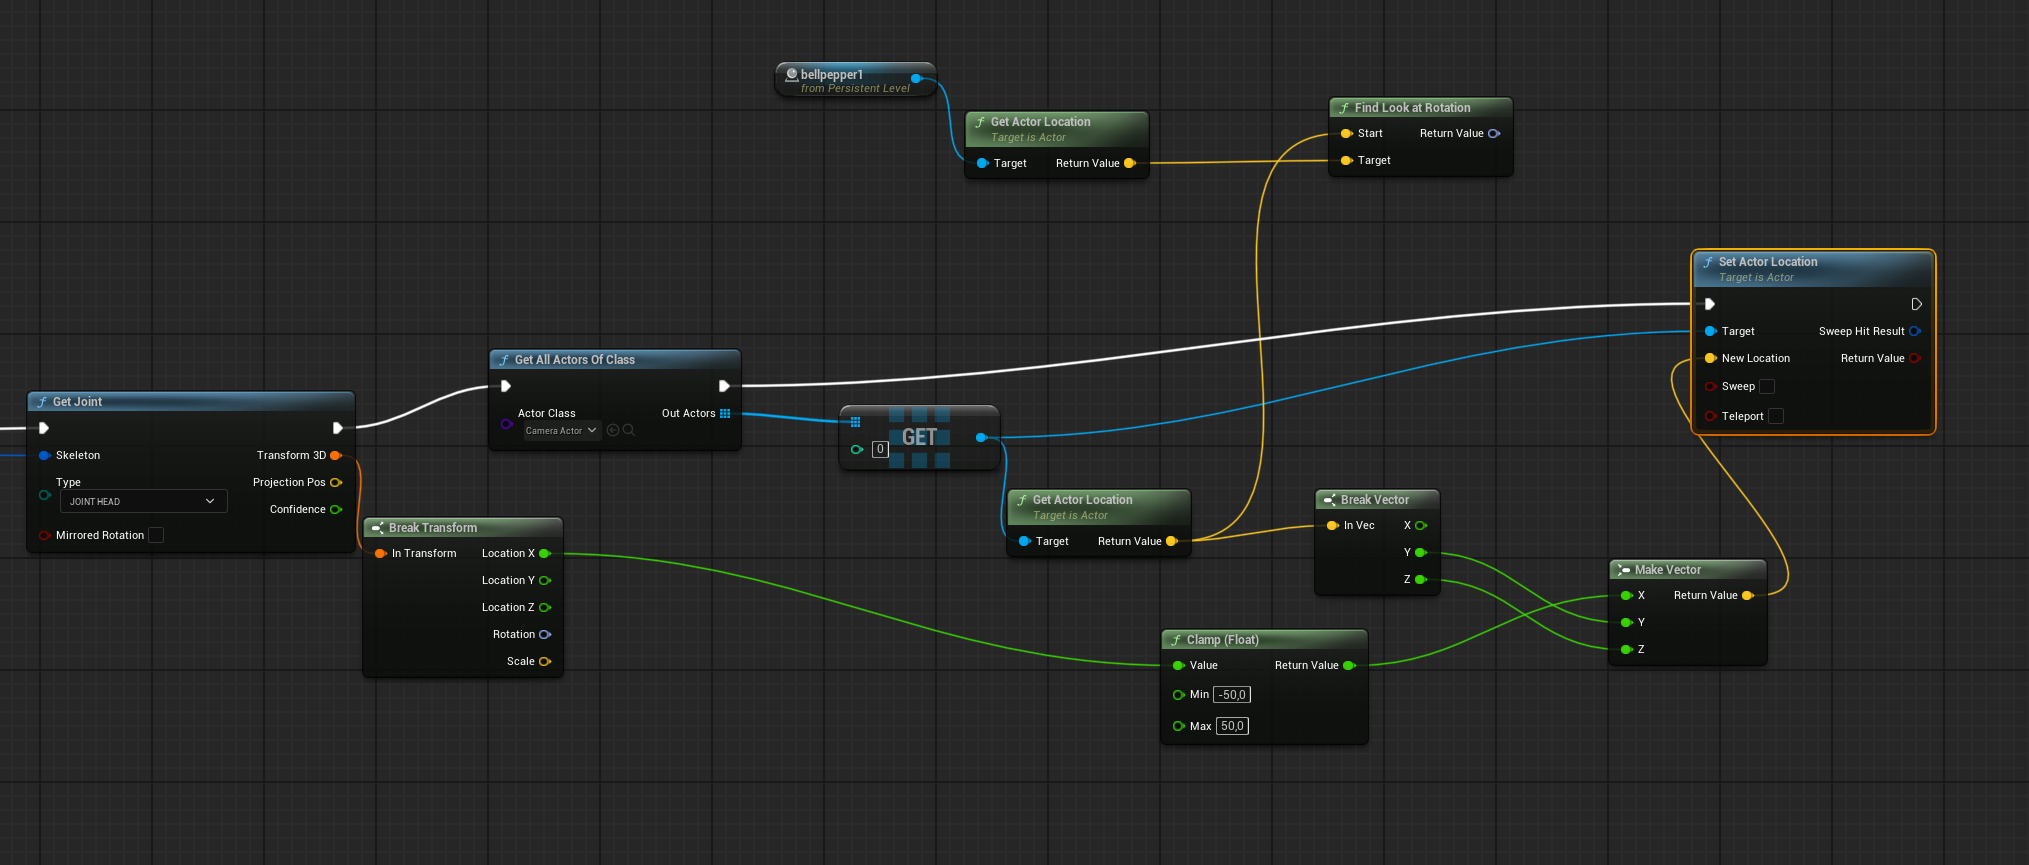 bellpepper1
from Persistent Level
f Get Actor Location
Target is Actor
Target Return Value
f Find Look at Rotation
Start Return Value
Target
f Set Actor Location
Target is Actor
Target Sweep Hit Result
New Location Return Value
Sweep
Teleport
f Get All Actors Of Class
Actor Class Out Actors
Camera Actor
GET
0
f Get Joint
Skeleton Transform 3D
Type Projection Pos
JOINT HEAD
Confidence
Mirrored Rotation
Break Transform
In Transform Location X
Location Y
Location Z
Rotation
Scale
f Get Actor Location
Target is Actor
Target Return Value
Break Vector
In Vec X
Y
Z
f Clamp (Float)
Value Return Value
Min -50,0
Max 50,0
Make Vector
X Return Value
Y
Z